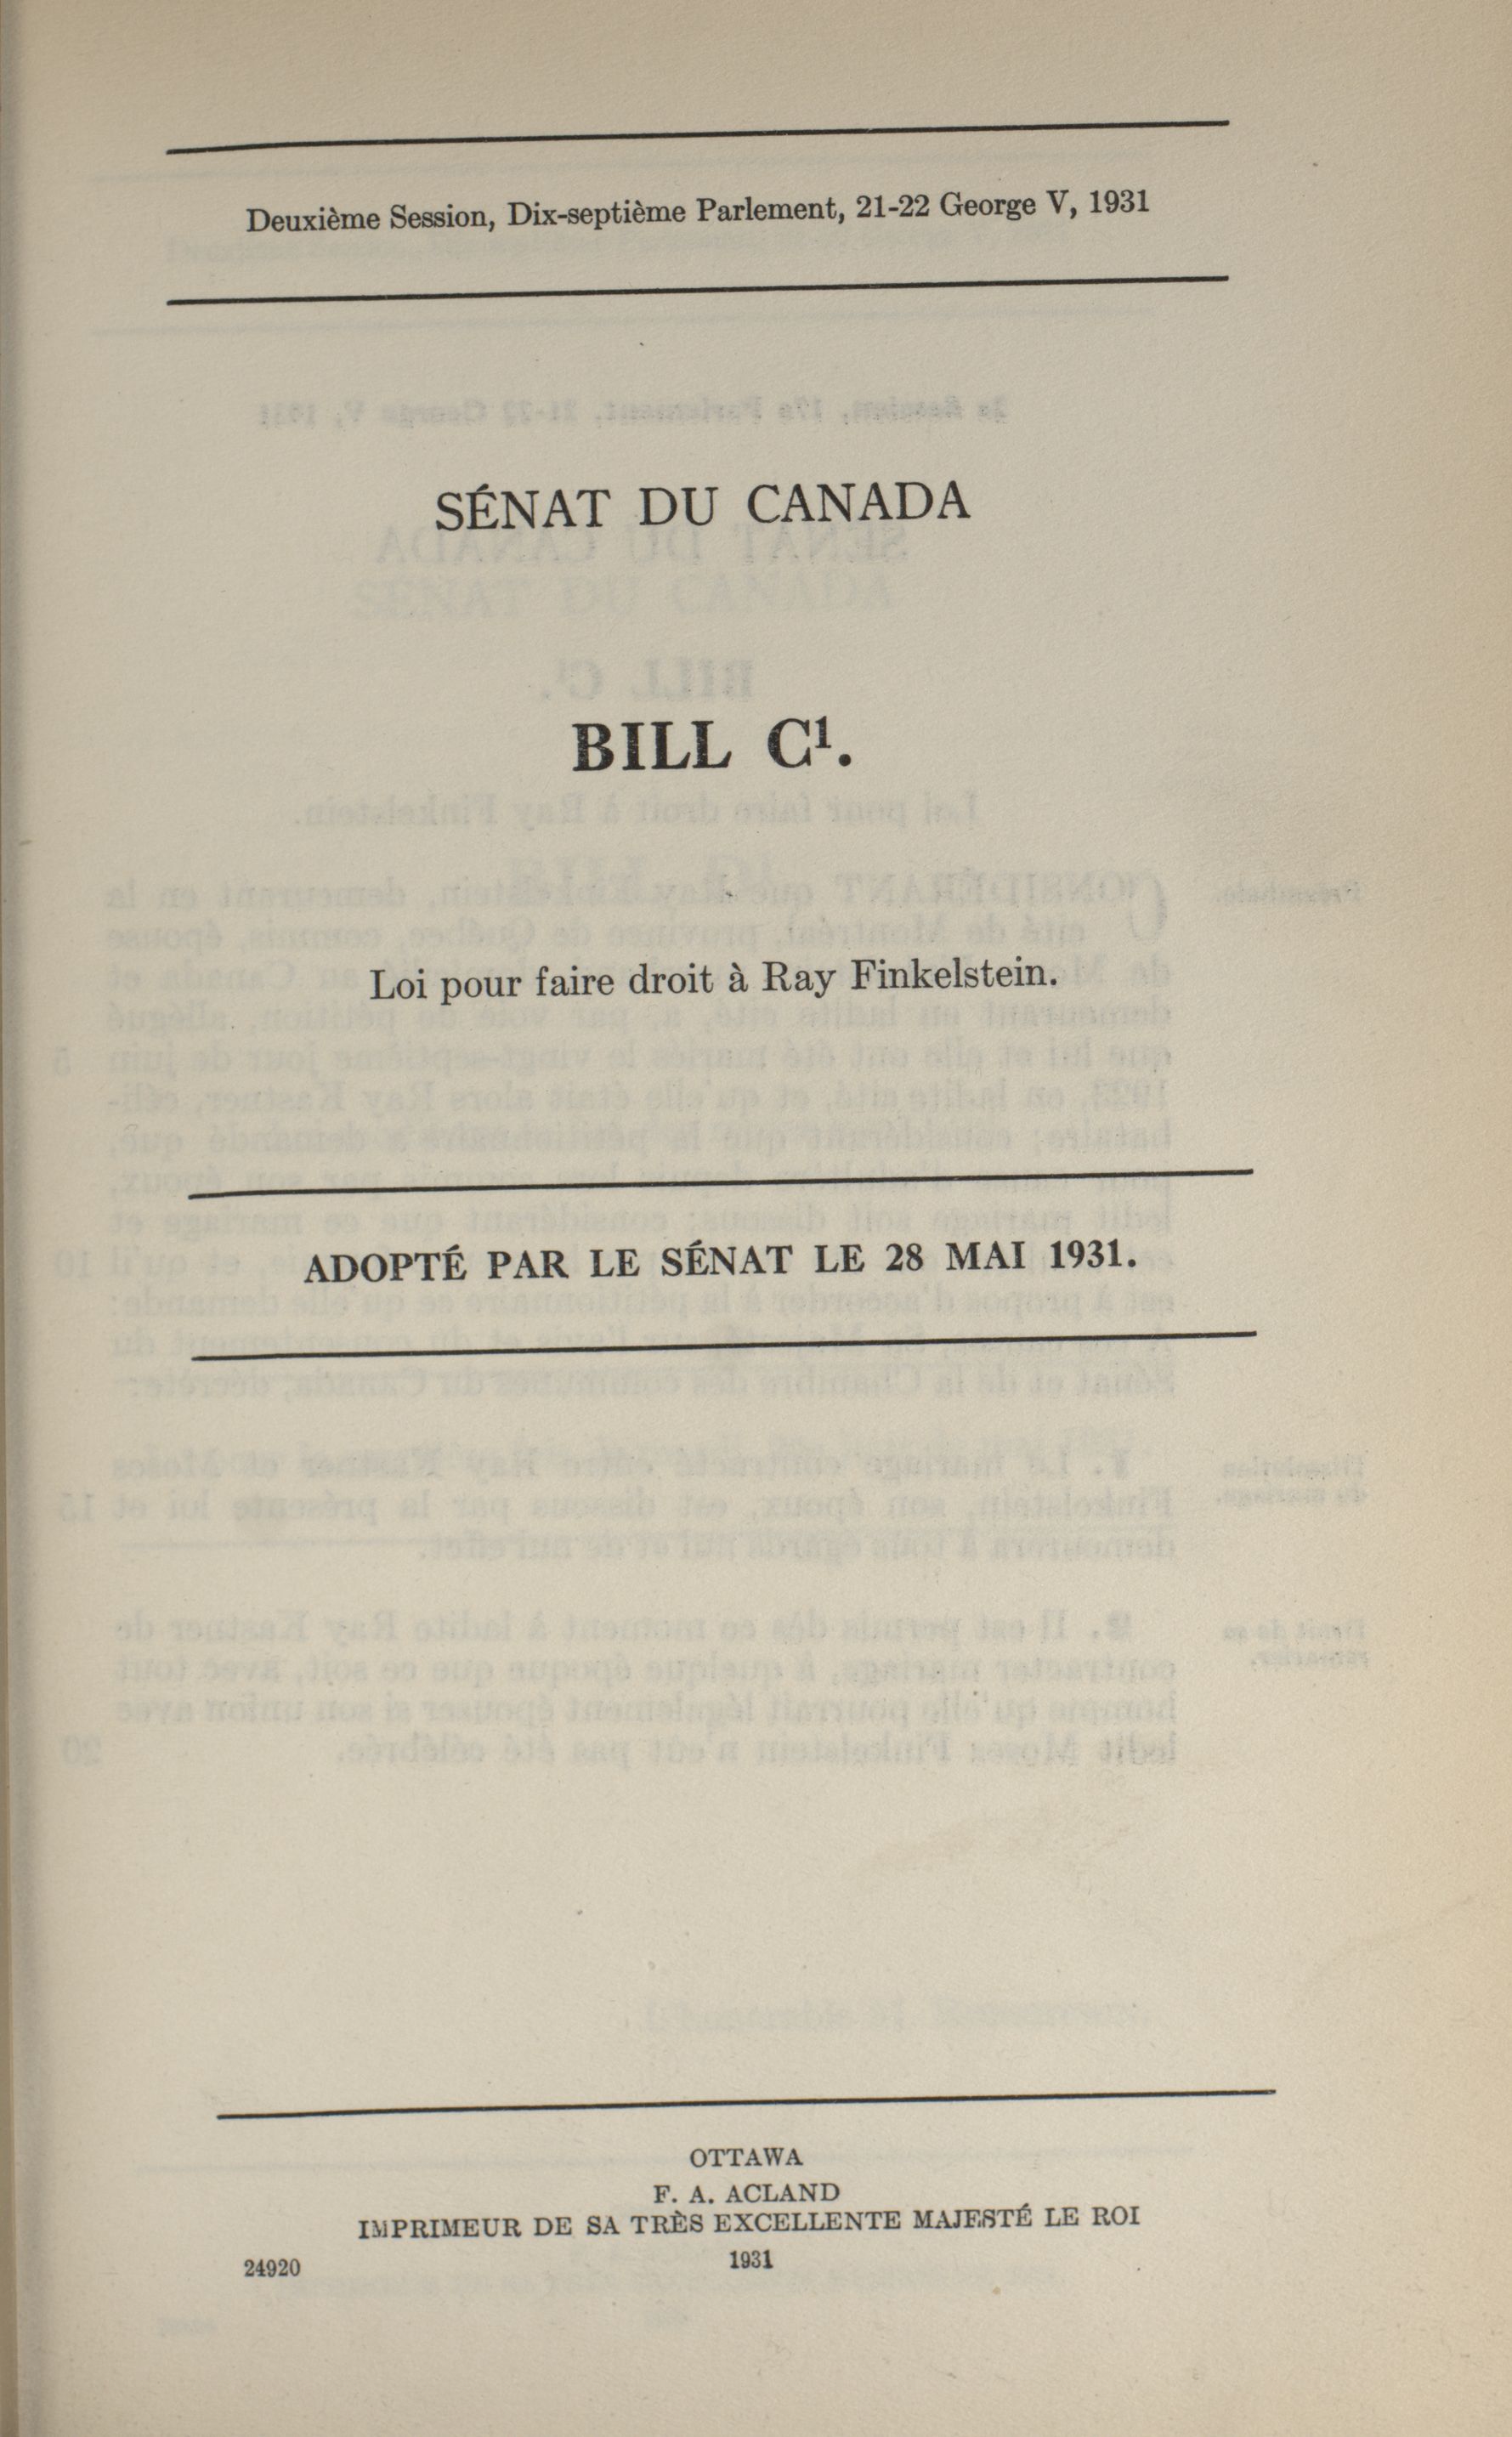 Deuxième Session, Dix-septième Parlement, 21-22 George V, 1931
SÉNAT DU CANADA
BILL C¹.
Loi pour faire droit à Ray Finkelstein.
ADOPTÉ PAR LE SÉNAT LE 28 MAI 1931.
OTTAWA
F. A. ACLAND
IMPRIMEUR DE SA TRÈS EXCELLENTE MAJESTÉ LE ROI
24920 1931